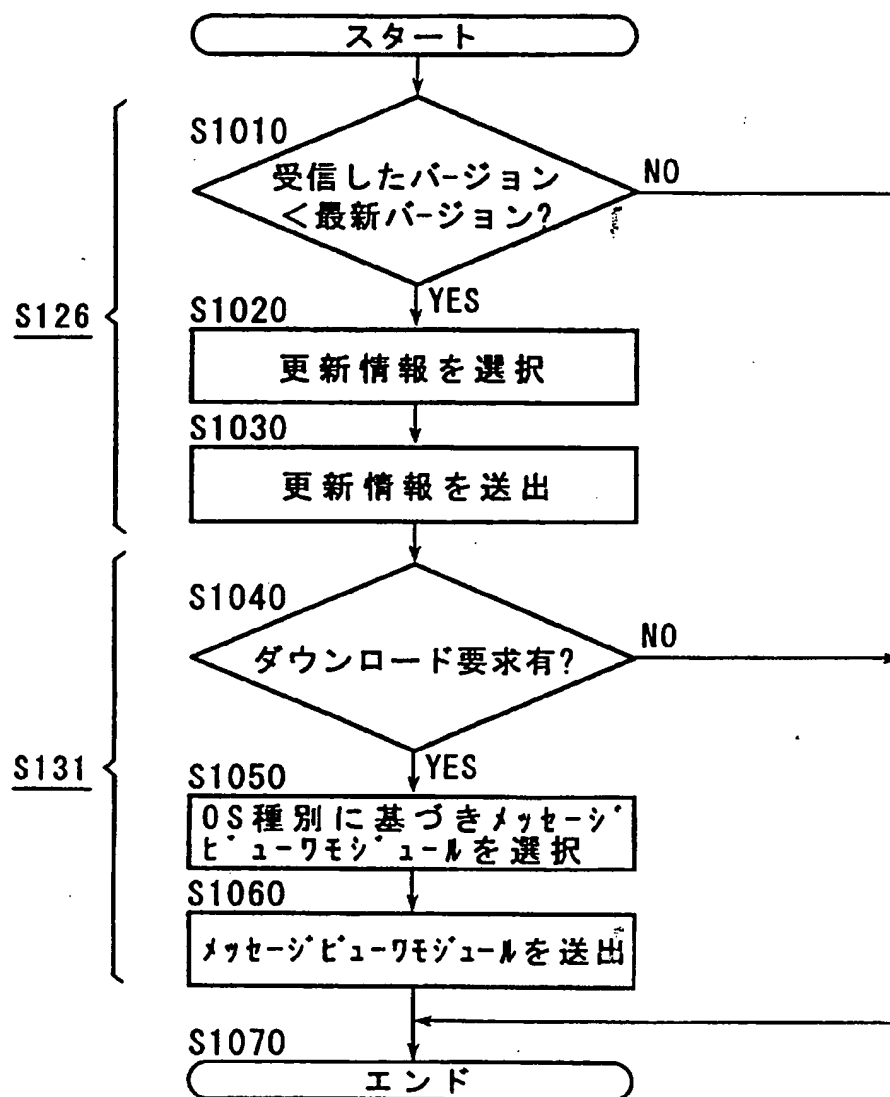 スタート
S1010
受信したバージョン
<最新バージョン?
NO
YES
S126
S1020
更新情報を選択
S1030
更新情報を送出
S1040
ダウンロード要求有?
NO
YES
S131
S1050
OS種別に基づきメッセージ
ビューワモジュールを選択
S1060
メッセージビューワモジュールを送出
S1070
エンド